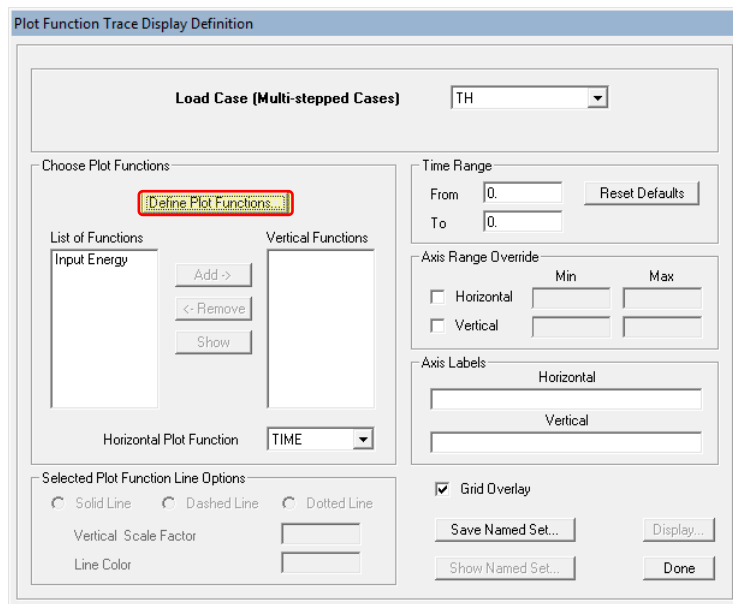 Plot Function Trace Display Definition
Load Case (Multi-stepped Cases)
TH
Choose Plot Functions
Define Plot Functions...
List of Functions
Vertical Functions
Input Energy
Add ->
<- Remove
Show
Horizontal Plot Function
TIME
Selected Plot Function Line Options
Solid Line
Dashed Line
Dotted Line
Vertical Scale Factor
Line Color
Time Range
From
0.
Reset Defaults
To
0.
Axis Range Override
Min
Max
Horizontal
Vertical
Axis Labels
Horizontal
Vertical
Grid Overlay
Save Named Set...
Display...
Show Named Set...
Done